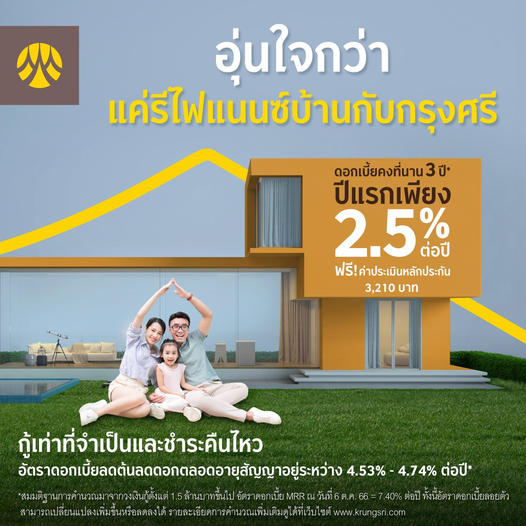 อุ่นใจกว่า
แค่รีไฟแนนซ์บ้านกับกรุงศรี
ดอกเบี้ยคงที่นาน 3 ปี*
ปีแรกเพียง
2.5% ต่อปี
ฟรี! ค่าประเมินหลักประกัน
3,210 บาท
กู้เท่าที่จำเป็นและชำระคืนไหว
อัตราดอกเบี้ยลดต้นลดดอกตลอดอายุสัญญาอยู่ระหว่าง 4.53% - 4.74% ต่อปี*
*สมมติฐานการคำนวณมาจากวงเงินกู้ตั้งแต่ 1.5 ล้านบาทขึ้นไป อัตราดอกเบี้ย MRR ณ วันที่ 6 ต.ค. 66 = 7.40% ต่อปี ทั้งนี้อัตราดอกเบี้ยลอยตัว
สามารถเปลี่ยนแปลงเพิ่มขึ้นหรือลดลงได้ รายละเอียดการคำนวณเพิ่มเติมดูได้ที่เว็บไซต์ www.krungsri.com